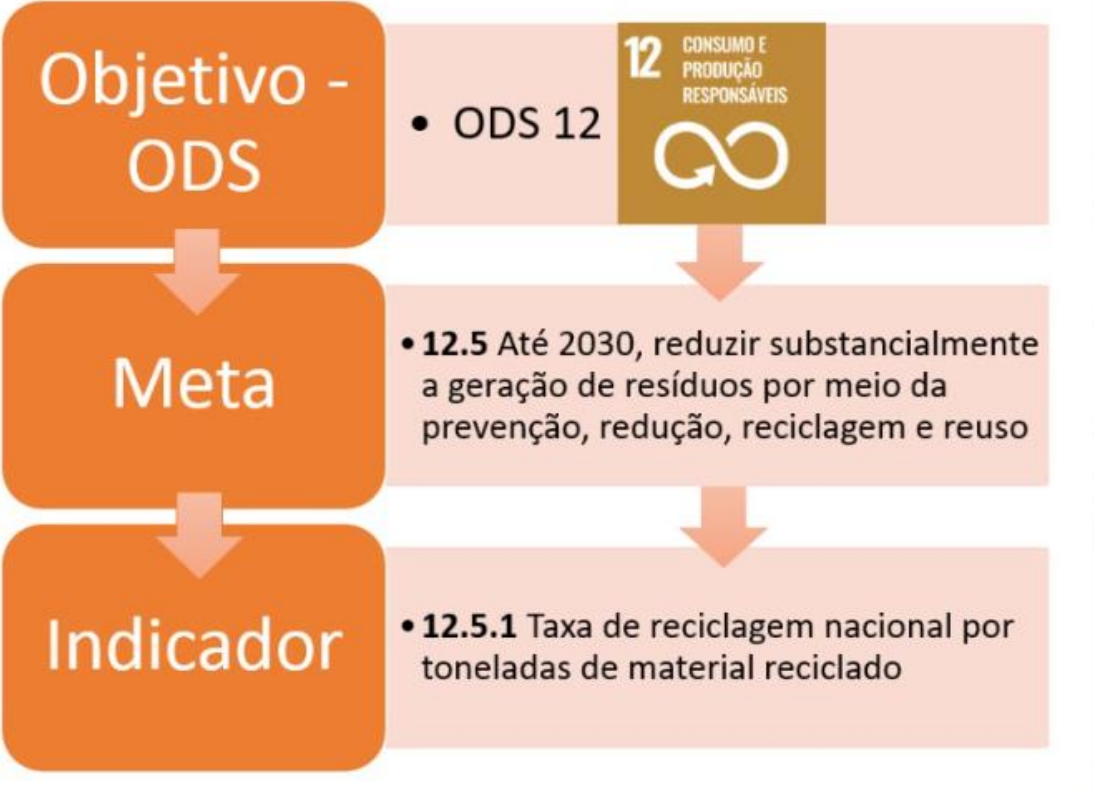 Objetivo -
ODS
• ODS 12
12 CONSUMO E
PRODUÇÃO
RESPONSÁVEIS
Meta
• 12.5 Até 2030, reduzir substancialmente
a geração de resíduos por meio da
prevenção, redução, reciclagem e reuso
Indicador
• 12.5.1 Taxa de reciclagem nacional por
toneladas de material reciclado